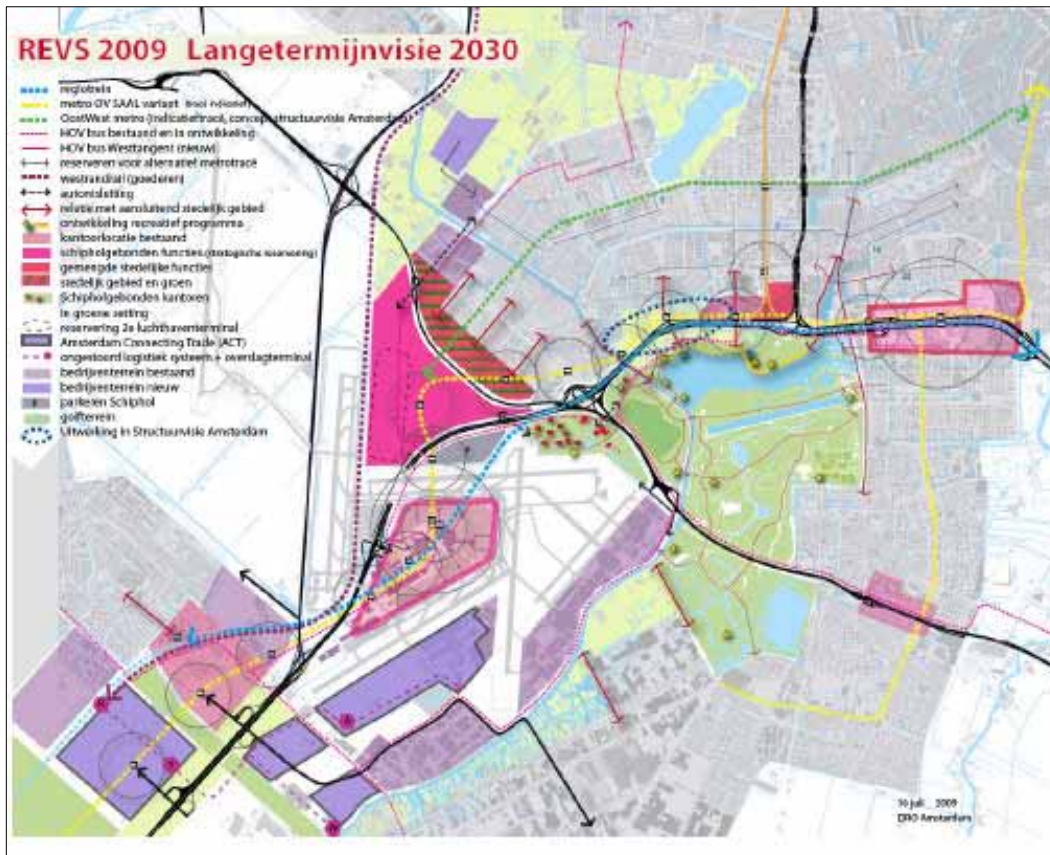 REVS 2009 Langetermijnvisie 2030
regiotrein
metro OV SAAL variant
OostWest metro (indicatief tracé, concept structuurvisie Amsterdam)
HOV bus bestaand en in ontwikkeling
HOV bus Westtangent (nieuw)
reserveren voor alternatief metrotracé
westrandrail (goederen)
autontsluiting
relatie met aansluitend stedelijk gebied
ontwikkeling recreatief programma
kantoorlocatie bestaand
schipholgebonden functies (strategische reservering)
gemengde stedelijke functies
stedelijk gebied en groen
Schipholgebonden kantoren
in groene setting
reservering 2e luchthaventerminal
Amsterdam Connecting Trade (ACT)
ongestoord logistiek systeem + overslagterminal
bedrijventerrein bestaand
bedrijventerrein nieuw
parkeren Schiphol
golfterrein
Uitwerking in Structuurvisie Amsterdam
16 juli _ 2009
DRO Amsterdam